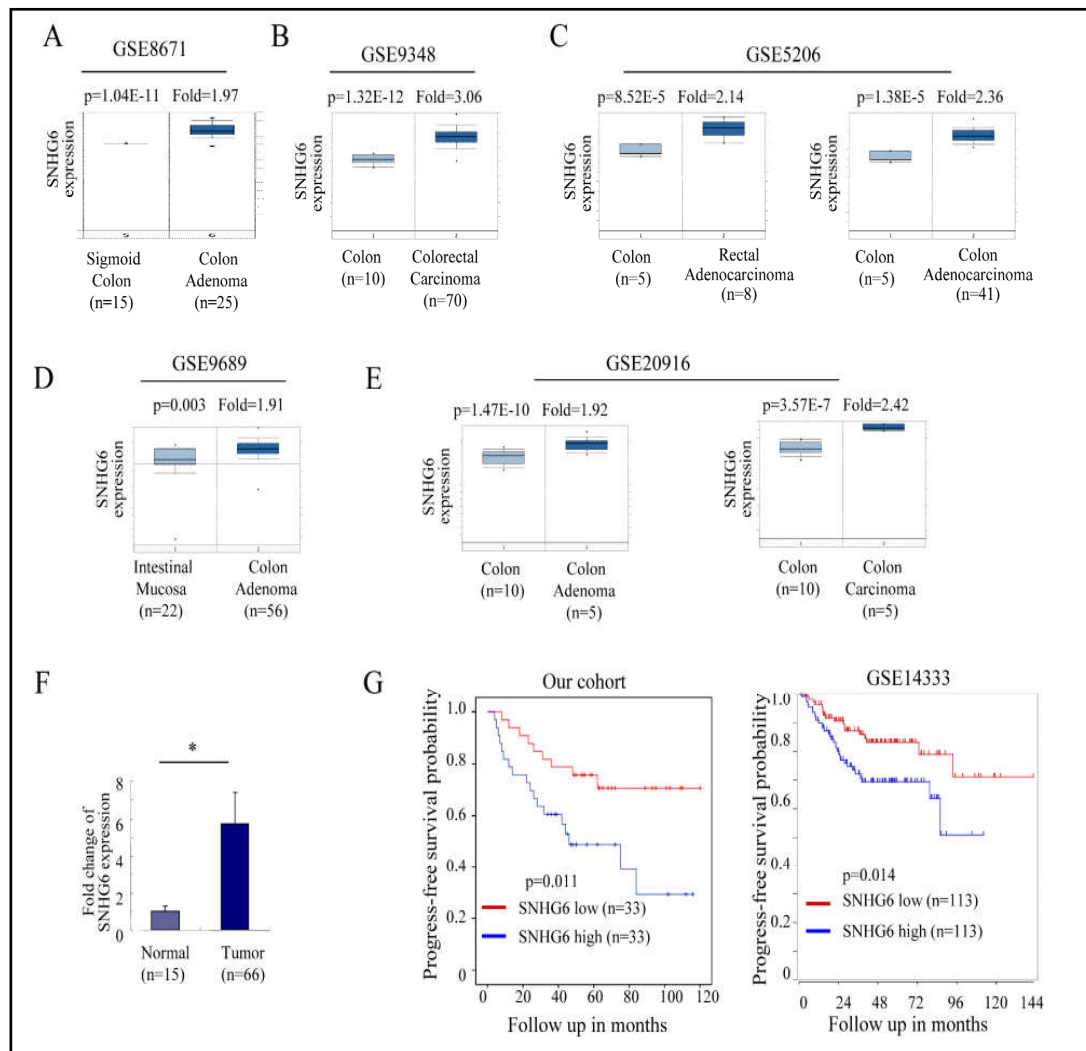 A
GSE8671
p=1.04E-11 Fold=1.97
SNHG6
expression
Sigmoid
Colon
(n=15)
Colon
Adenoma
(n=25)
B
GSE9348
p=1.32E-12 Fold=3.06
SNHG6
expression
1
2
Colon
(n=10)
Colorectal
Carcinoma
(n=70)
C
GSE5206
p=8.52E-5 Fold=2.14
SNHG6
expression
1
2
Colon
(n=5)
Rectal
Adenocarcinoma
(n=8)
p=1.38E-5 Fold=2.36
SNHG6
expression
1
2
Colon
(n=5)
Colon
Adenocarcinoma
(n=41)
D
GSE9689
p=0.003 Fold=1.91
SNHG6
expression
Intestinal
Mucosa
(n=22)
Colon
Adenoma
(n=56)
E
GSE20916
p=1.47E-10 Fold=1.92
SNHG6
expression
Colon
(n=10)
Colon
Adenoma
(n=5)
p=3.57E-7 Fold=2.42
SNHG6
expression
Colon
(n=10)
Colon
Carcinoma
(n=5)
F
*
Fold change of
SNHG6 expression
8
6
4
2
0
Normal
(n=15)
Tumor
(n=66)
G
Our cohort
Progress-free survival probability
1.0
0.8
0.6
0.4
0.2
0
p=0.011
SNHG6 low (n=33)
SNHG6 high (n=33)
0 20 40 60 80 100 120
Follow up in months
GSE14333
Progress-free survival probability
1.0
0.8
0.6
0.4
0.2
0
p=0.014
SNHG6 low (n=113)
SNHG6 high (n=113)
0 24 48 72 96 120 144
Follow up in months